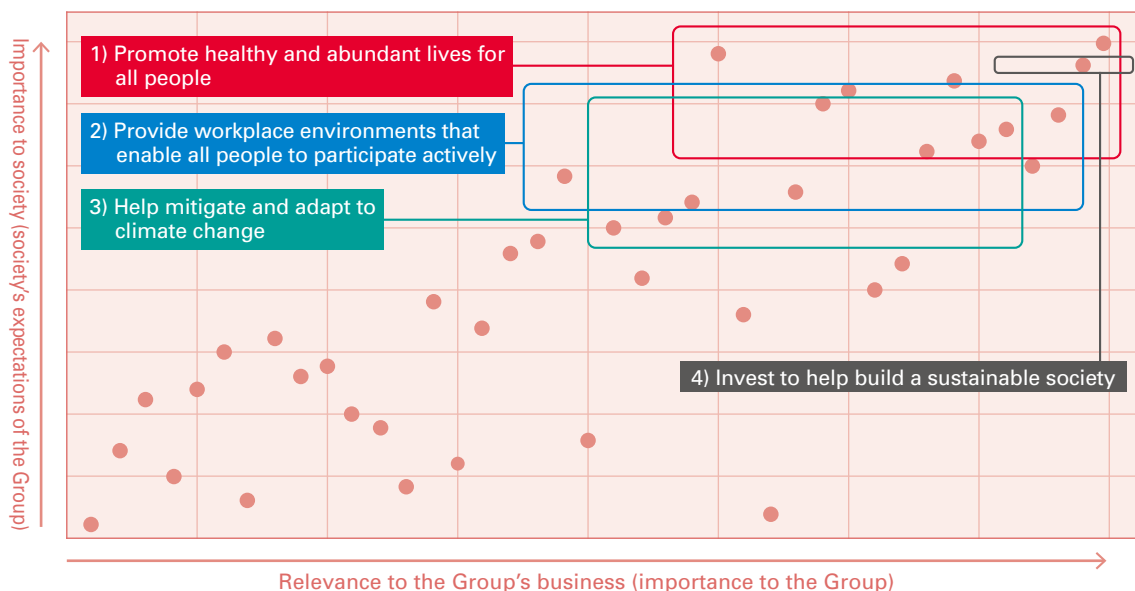 Importance to society (society's expectations of the Group)
1) Promote healthy and abundant lives for
all people
2) Provide workplace environments that
enable all people to participate actively
3) Help mitigate and adapt to
climate change
4) Invest to help build a sustainable society
Relevance to the Group's business (importance to the Group)